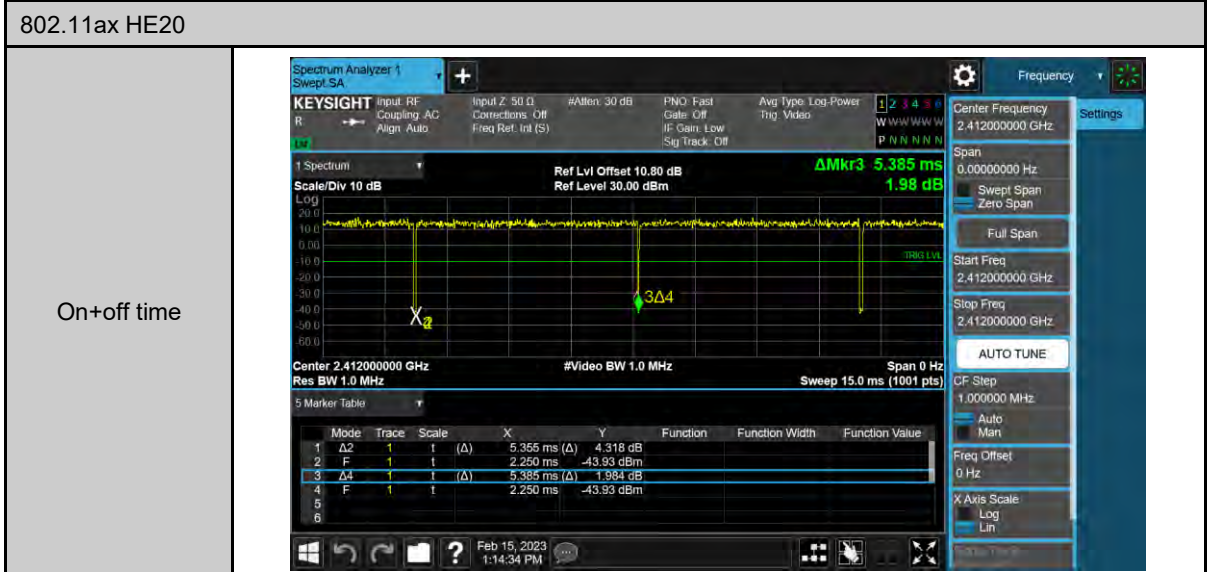 802.11ax HE20
On+off time
Spectrum Analyzer 1
Swept SA
+
Frequency
KEYSIGHT
R
Input: RF
Coupling: AC
Align: Auto
Input Z: 50 Ω
Corrections: Off
Freq Ref: Int (S)
#Atten: 30 dB
PNO: Fast
Gate: Off
IF Gain: Low
Sig Track: Off
Avg Type: Log-Power
Trig: Video
1 2 3 4 5 6
W W W W W W
P N N N N N
1 Spectrum
Scale/Div 10 dB
Ref Lvl Offset 10.80 dB
Ref Level 30.00 dBm
ΔMkr3 5.385 ms
1.98 dB
Log
20.0
10.0
0.00
-10.0
-20.0
-30.0
-40.0
-50.0
-60.0
TRIG LVL
3Δ4
Center 2.412000000 GHz
Res BW 1.0 MHz
#Video BW 1.0 MHz
Span 0 Hz
Sweep 15.0 ms (1001 pts)
5 Marker Table
Mode Trace Scale X Y Function Function Width Function Value
1 Δ2 1 t (Δ) 5.355 ms (Δ) 4.318 dB
2 F 1 t 2.250 ms -43.93 dBm
3 Δ4 1 t (Δ) 5.385 ms (Δ) 1.984 dB
4 F 1 t 2.250 ms -43.93 dBm
5
6
Feb 15, 2023
1:14:34 PM
Center Frequency
2.412000000 GHz
Settings
Span
0.00000000 Hz
Swept Span
Zero Span
Full Span
Start Freq
2.412000000 GHz
Stop Freq
2.412000000 GHz
AUTO TUNE
CF Step
1.000000 MHz
Auto
Man
Freq Offset
0 Hz
X Axis Scale
Log
Lin